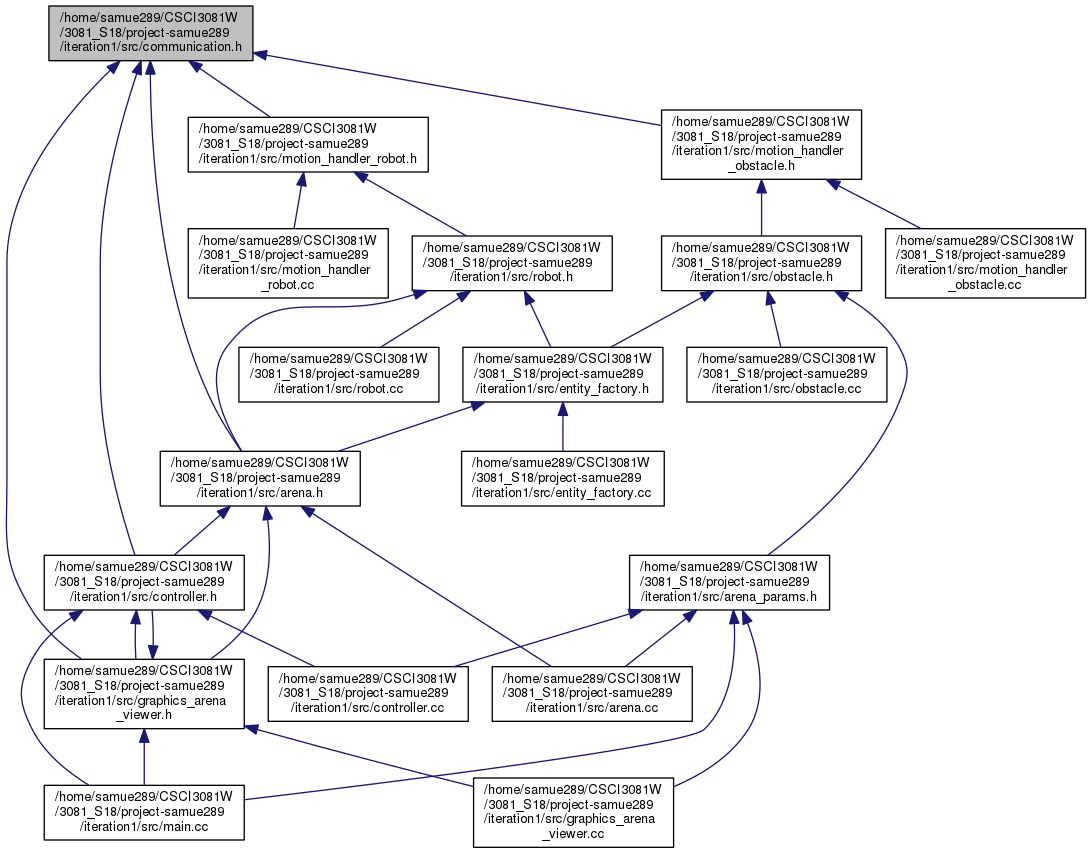 /home/samue289/CSCI3081W
/3081_S18/project-samue289
/iteration1/src/communication.h
/home/samue289/CSCI3081W
/3081_S18/project-samue289
/iteration1/src/motion_handler_robot.h
/home/samue289/CSCI3081W
/3081_S18/project-samue289
/iteration1/src/motion_handler
_obstacle.h
/home/samue289/CSCI3081W
/3081_S18/project-samue289
/iteration1/src/motion_handler
_robot.cc
/home/samue289/CSCI3081W
/3081_S18/project-samue289
/iteration1/src/robot.h
/home/samue289/CSCI3081W
/3081_S18/project-samue289
/iteration1/src/obstacle.h
/home/samue289/CSCI3081W
/3081_S18/project-samue289
/iteration1/src/motion_handler
_obstacle.cc
/home/samue289/CSCI3081W
/3081_S18/project-samue289
/iteration1/src/robot.cc
/home/samue289/CSCI3081W
/3081_S18/project-samue289
/iteration1/src/entity_factory.h
/home/samue289/CSCI3081W
/3081_S18/project-samue289
/iteration1/src/obstacle.cc
/home/samue289/CSCI3081W
/3081_S18/project-samue289
/iteration1/src/arena.h
/home/samue289/CSCI3081W
/3081_S18/project-samue289
/iteration1/src/entity_factory.cc
/home/samue289/CSCI3081W
/3081_S18/project-samue289
/iteration1/src/controller.h
/home/samue289/CSCI3081W
/3081_S18/project-samue289
/iteration1/src/arena_params.h
/home/samue289/CSCI3081W
/3081_S18/project-samue289
/iteration1/src/graphics_arena
_viewer.h
/home/samue289/CSCI3081W
/3081_S18/project-samue289
/iteration1/src/controller.cc
/home/samue289/CSCI3081W
/3081_S18/project-samue289
/iteration1/src/arena.cc
/home/samue289/CSCI3081W
/3081_S18/project-samue289
/iteration1/src/main.cc
/home/samue289/CSCI3081W
/3081_S18/project-samue289
/iteration1/src/graphics_arena
_viewer.cc